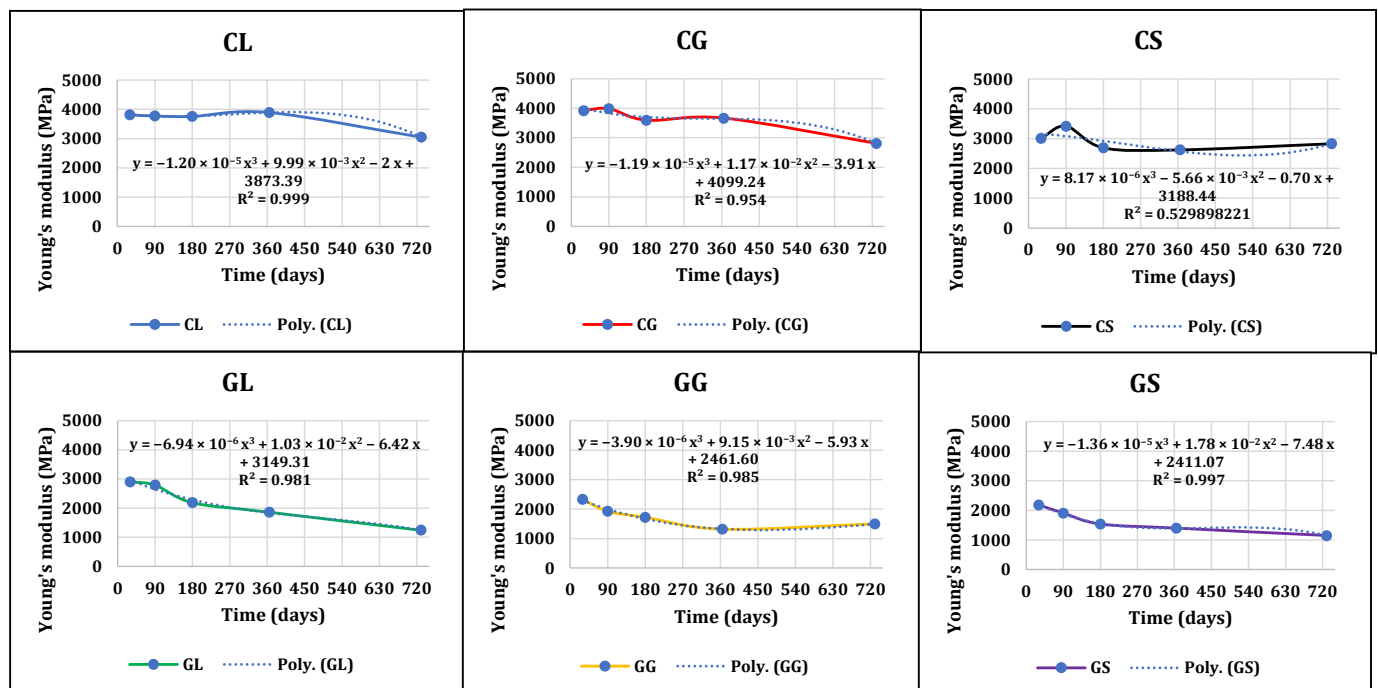 CL
Young's modulus (MPa)
5000
4000
3000
2000
1000
0
y = −1.20 × 10⁻⁵ x³ + 9.99 × 10⁻³ x² − 2 x +
3873.39
R² = 0.999
0 90 180 270 360 450 540 630 720
Time (days)
CL Poly. (CL)
CG
Young's modulus (MPa)
5000
4000
3000
2000
1000
0
y = −1.19 × 10⁻⁵ x³ + 1.17 × 10⁻² x² − 3.91 x
+ 4099.24
R² = 0.954
0 90 180 270 360 450 540 630 720
Time (days)
CG Poly. (CG)
CS
Young's modulus (MPa)
5000
4000
3000
2000
1000
0
y = 8.17 × 10⁻⁶ x³ − 5.66 × 10⁻³ x² − 0.70 x +
3188.44
R² = 0.529898221
0 90 180 270 360 450 540 630 720
Time (days)
CS Poly. (CS)
GL
Young's modulus (MPa)
5000
4000
3000
2000
1000
0
y = −6.94 × 10⁻⁶ x³ + 1.03 × 10⁻² x² − 6.42 x
+ 3149.31
R² = 0.981
0 90 180 270 360 450 540 630 720
Time (days)
GL Poly. (GL)
GG
Young's modulus (MPa)
5000
4000
3000
2000
1000
0
y = −3.90 × 10⁻⁶ x³ + 9.15 × 10⁻³ x² − 5.93 x
+ 2461.60
R² = 0.985
0 90 180 270 360 450 540 630 720
Time (days)
GG Poly. (GG)
GS
Young's modulus (MPa)
5000
4000
3000
2000
1000
0
y = −1.36 × 10⁻⁵ x³ + 1.78 × 10⁻² x² − 7.48 x
+ 2411.07
R² = 0.997
0 90 180 270 360 450 540 630 720
Time (days)
GS Poly. (GS)